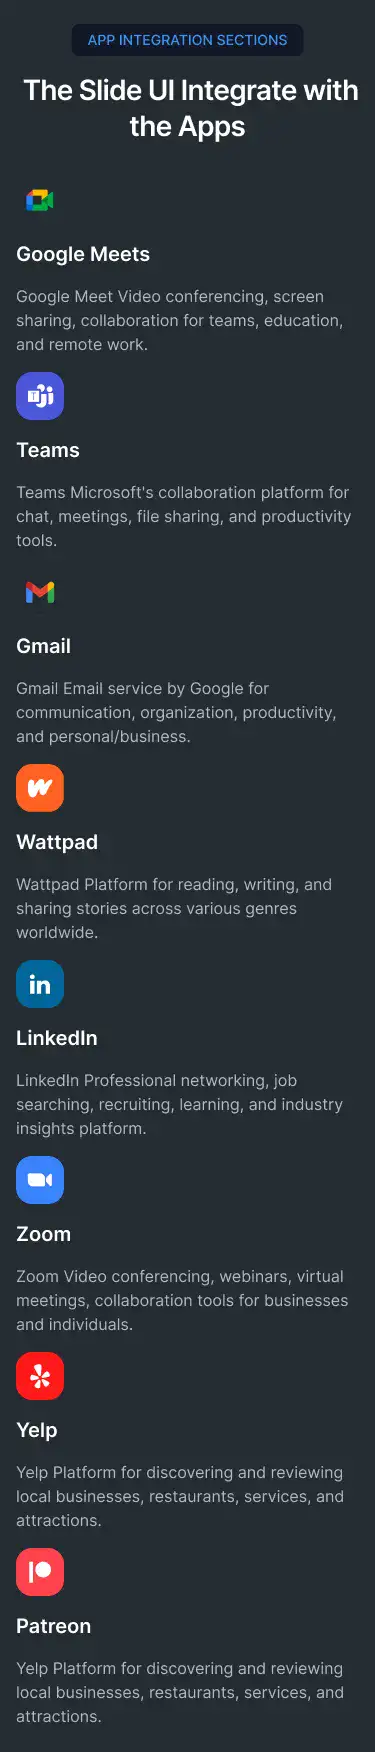 APP INTEGRATION SECTIONS
The Slide UI Integrate with
the Apps
Google Meets
Google Meet Video conferencing, screen
sharing, collaboration for teams, education,
and remote work.
Teams
Teams Microsoft's collaboration platform for
chat, meetings, file sharing, and productivity
tools.
Gmail
Gmail Email service by Google for
communication, organization, productivity,
and personal/business.
Wattpad
Wattpad Platform for reading, writing, and
sharing stories across various genres
worldwide.
LinkedIn
LinkedIn Professional networking, job
searching, recruiting, learning, and industry
insights platform.
Zoom
Zoom Video conferencing, webinars, virtual
meetings, collaboration tools for businesses
and individuals.
Yelp
Yelp Platform for discovering and reviewing
local businesses, restaurants, services, and
attractions.
Patreon
Yelp Platform for discovering and reviewing
local businesses, restaurants, services, and
attractions.